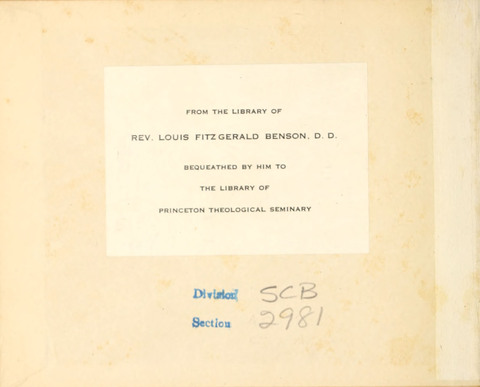 FROM THE LIBRARY OF
REV. LOUIS FITZGERALD BENSON, D. D.
BEQUEATHED BY HIM TO
THE LIBRARY OF
PRINCETON THEOLOGICAL SEMINARY
Division SCB
Section 2981